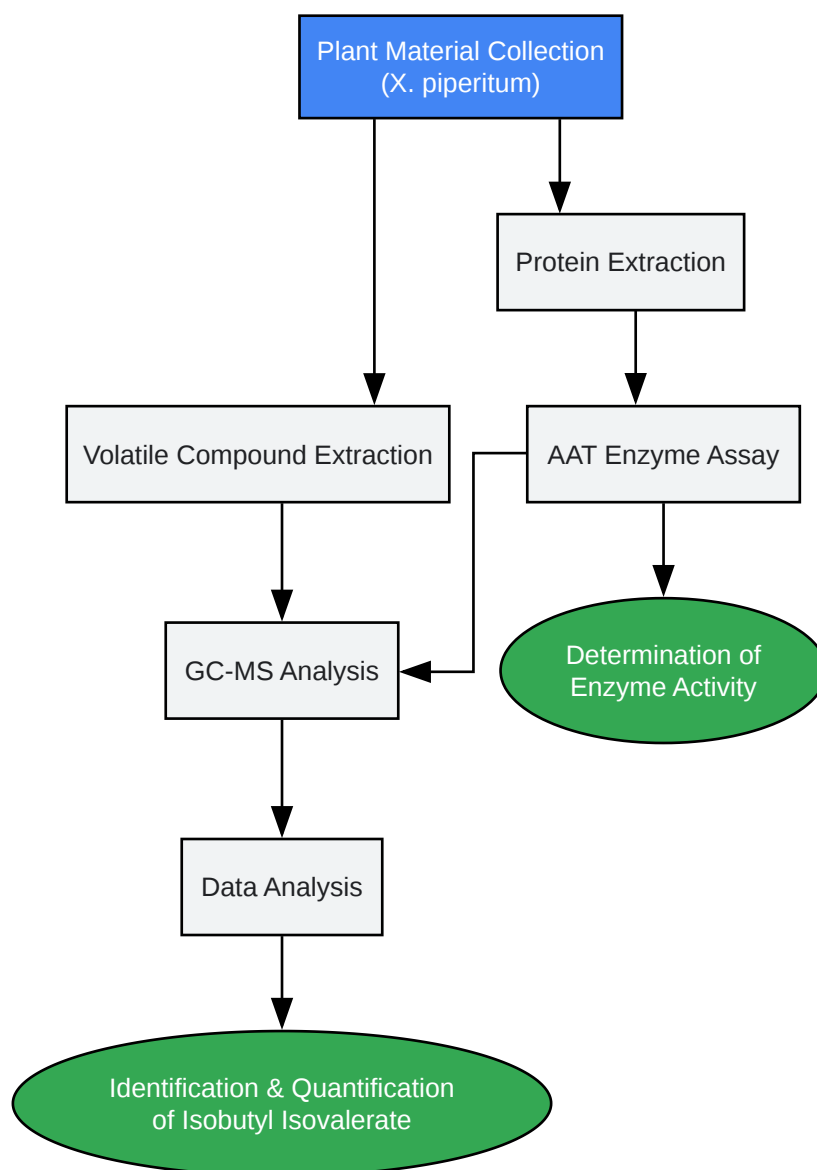 Plant Material Collection
(X. piperitum)
Protein Extraction
Volatile Compound Extraction
AAT Enzyme Assay
GC-MS Analysis
Determination of
Enzyme Activity
Data Analysis
Identification & Quantification
of Isobutyl Isovalerate